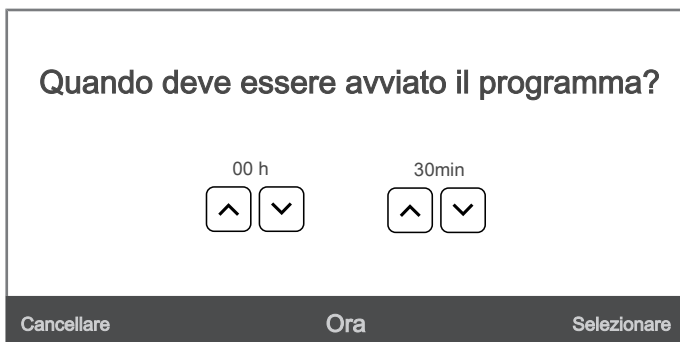 Quando deve essere avviato il programma?
00 h 30min
Cancellare Ora Selezionare